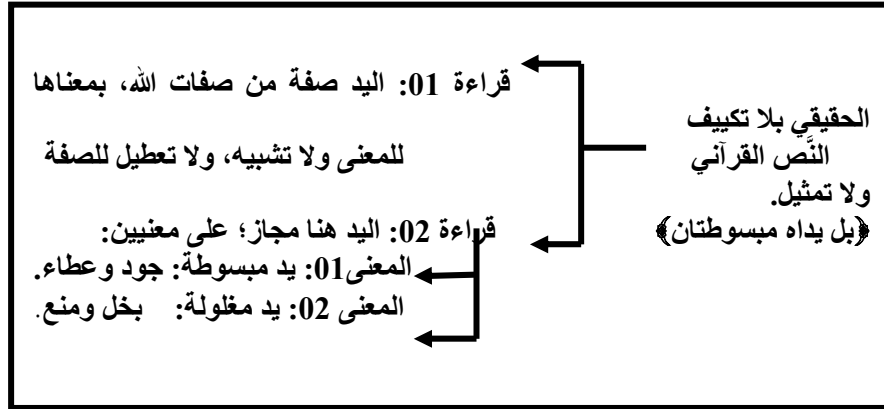 قراءة 01: اليد صفة من صفات الله، بمعناها
الحقيقي بلا تكييف
للمعنى ولا تشبيه، ولا تعطيل للصفة
النَّص القرآني
ولا تمثيل.
قراءة 02: اليد هنا مجاز؛ على معنيين:
﴿بل يداه مبسوطتان﴾
المعنى01: يد مبسوطة: جود وعطاء.
المعنى 02: يد مغلولة: بخل ومنع.